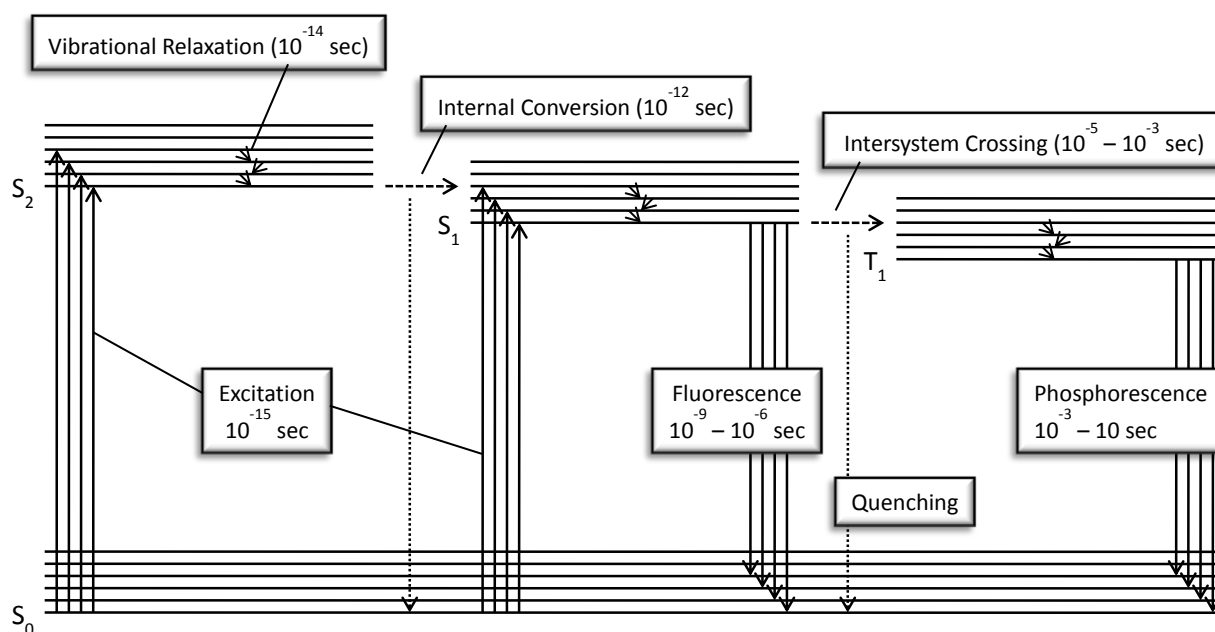 Vibrational Relaxation (10⁻¹⁴ sec)
Internal Conversion (10⁻¹² sec)
Intersystem Crossing (10⁻⁵ – 10⁻³ sec)
S₂
S₁
T₁
Excitation
10⁻¹⁵ sec
Fluorescence
10⁻⁹ – 10⁻⁶ sec
Phosphorescence
10⁻³ – 10 sec
Quenching
S₀